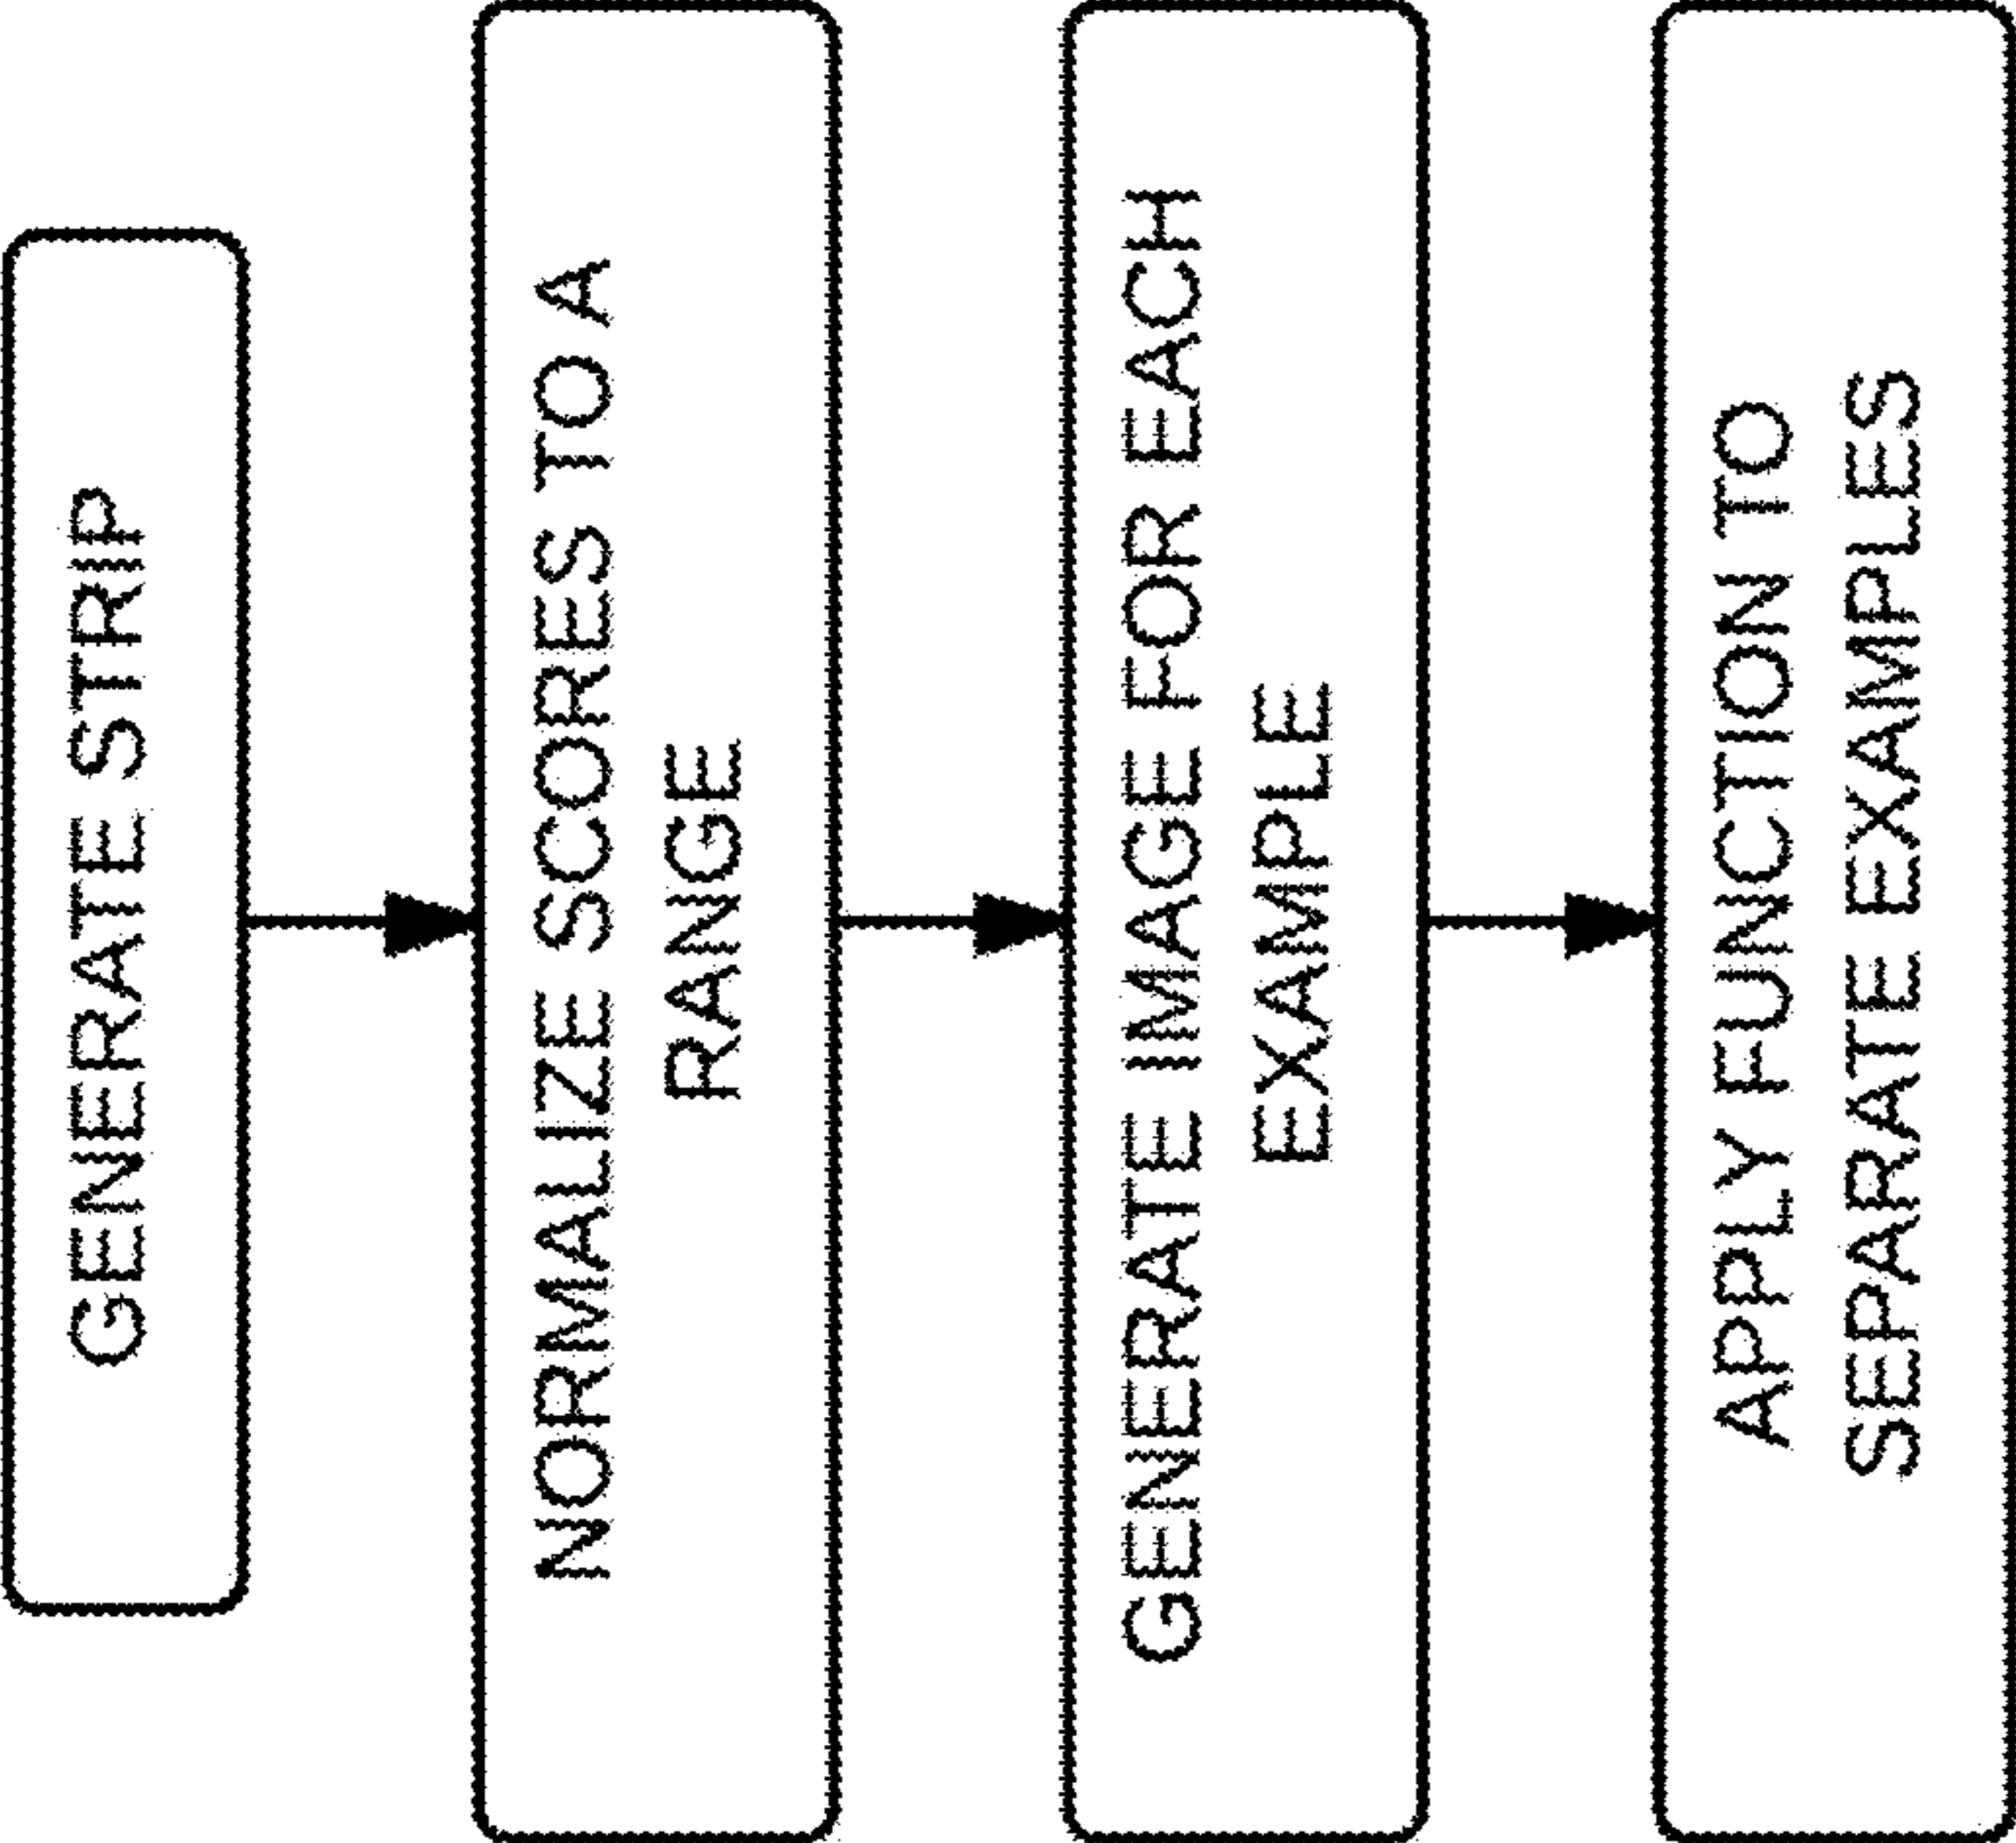 GENERATE STRIP
NORMALIZE SCORES TO A
RANGE
GENERATE IMAGE FOR EACH
EXAMPLE
APPLY FUNCTION TO
SEPARATE EXAMPLES